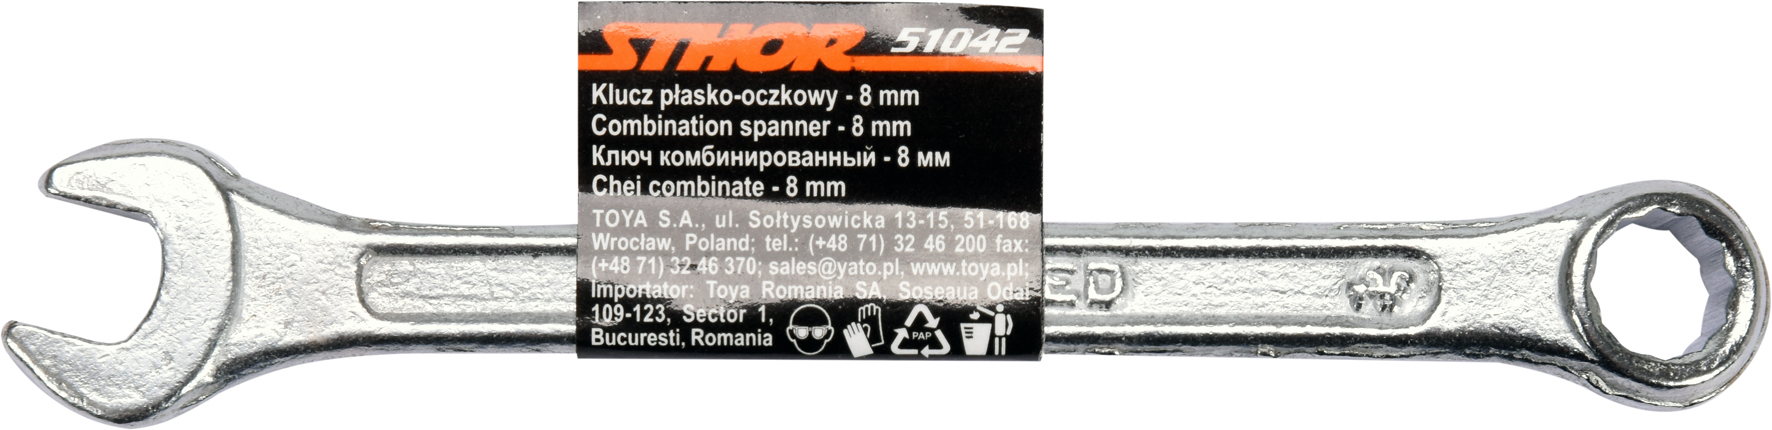 STHOR 51042
Klucz płasko-oczkowy - 8 mm
Combination spanner - 8 mm
Ключ комбинированный - 8 мм
Chei combinate - 8 mm
TOYA S.A., ul. Sołtysowicka 13-15, 51-168
Wrocław, Poland; tel.: (+48 71) 32 46 200 fax:
(+48 71) 32 46 370; sales@yato.pl, www.toya.pl;
Importator: Toya Romania SA, Soseaua Odai
109-123, Sector 1,
Bucuresti, Romania
PAP